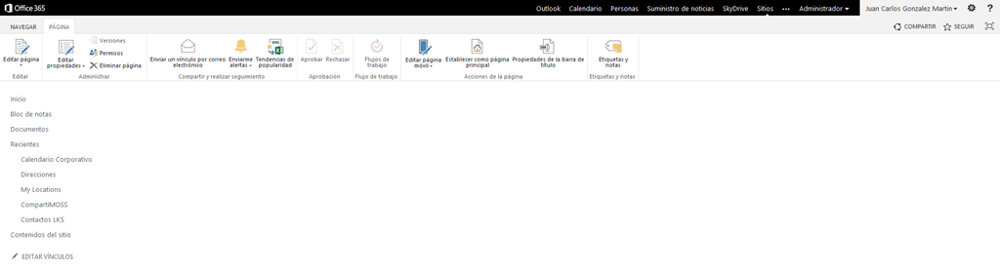 Office 365
Outlook Calendario Personas Suministro de noticias SkyDrive Sitios ••• Administrador Juan Carlos Gonzalez Martin ?
NAVEGAR PÁGINA COMPARTIR SEGUIR
Editar página
Editar propiedades
Versiones
Permisos
Eliminar página
Enviar un vínculo por correo electrónico
Enviarme alertas
Tendencias de popularidad
Aprobar Rechazar
Flujos de trabajo
Editar página móvil
Establecer como página principal
Propiedades de la barra de título
Etiquetas y notas
Editar Administrar Compartir y realizar seguimiento Aprobación Flujo de trabajo Acciones de la página Etiquetas y notas
Inicio
Bloc de notas
Documentos
Recientes
Calendario Corporativo
Direcciones
My Locations
CompartiMOSS
Contactos LKS
Contenidos del sitio
EDITAR VÍNCULOS